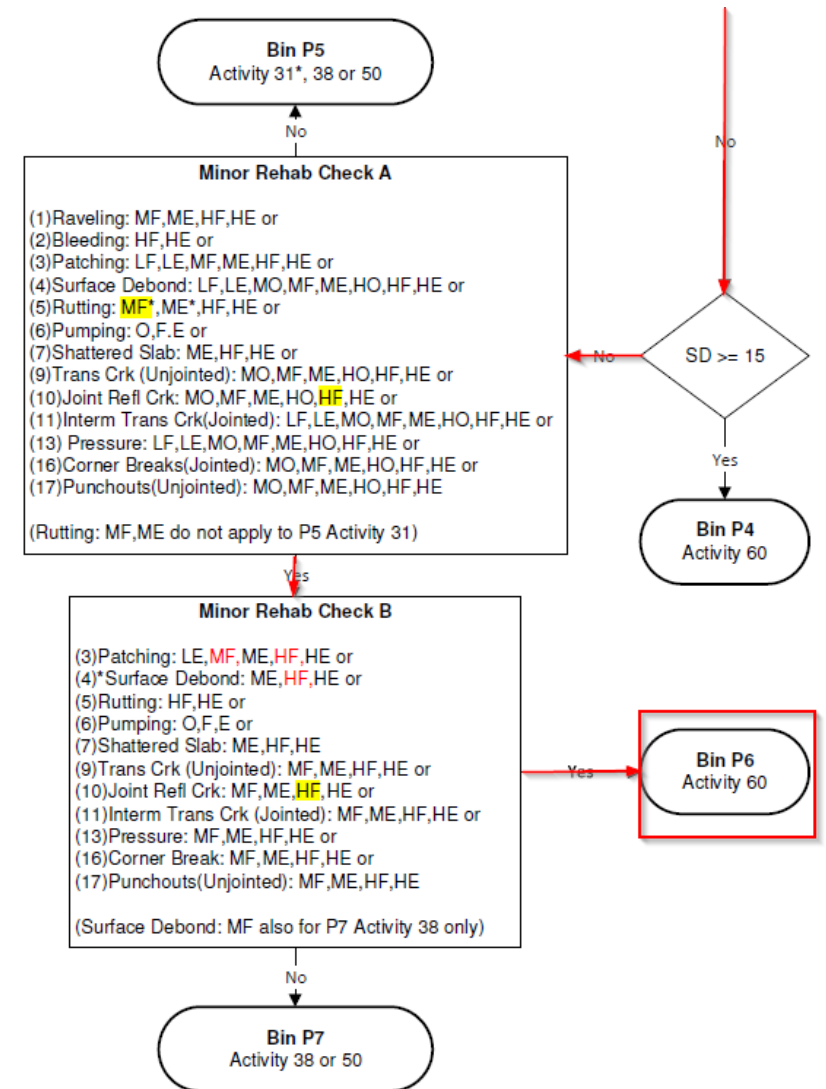 Bin P5
Activity 31*, 38 or 50
No
Minor Rehab Check A
(1)Raveling: MF,ME,HF,HE or
(2)Bleeding: HF,HE or
(3)Patching: LF,LE,MF,ME,HF,HE or
(4)Surface Debond: LF,LE,MO,MF,ME,HO,HF,HE or
(5)Rutting: MF*,ME*,HF,HE or
(6)Pumping: O,F.E or
(7)Shattered Slab: ME,HF,HE or
(9)Trans Crk (Unjointed): MO,MF,ME,HO,HF,HE or
(10)Joint Refl Crk: MO,MF,ME,HO,HF,HE or
(11)Interm Trans Crk(Jointed): LF,LE,MO,MF,ME,HO,HF,HE or
(13) Pressure: LF,LE,MO,MF,ME,HO,HF,HE or
(16)Corner Breaks(Jointed): MO,MF,ME,HO,HF,HE or
(17)Punchouts(Unjointed): MO,MF,ME,HO,HF,HE
(Rutting: MF,ME do not apply to P5 Activity 31)
No
SD >= 15
No
Yes
Bin P4
Activity 60
Yes
Minor Rehab Check B
(3)Patching: LE,MF,ME,HF,HE or
(4)*Surface Debond: ME,HF,HE or
(5)Rutting: HF,HE or
(6)Pumping: O,F,E or
(7)Shattered Slab: ME,HF,HE
(9)Trans Crk (Unjointed): MF,ME,HF,HE or
(10)Joint Refl Crk: MF,ME,HF,HE or
(11)Interm Trans Crk (Jointed): MF,ME,HF,HE or
(13)Pressure: MF,ME,HF,HE or
(16)Corner Break: MF,ME,HF,HE or
(17)Punchouts(Unjointed): MF,ME,HF,HE
(Surface Debond: MF also for P7 Activity 38 only)
Yes
Bin P6
Activity 60
No
Bin P7
Activity 38 or 50